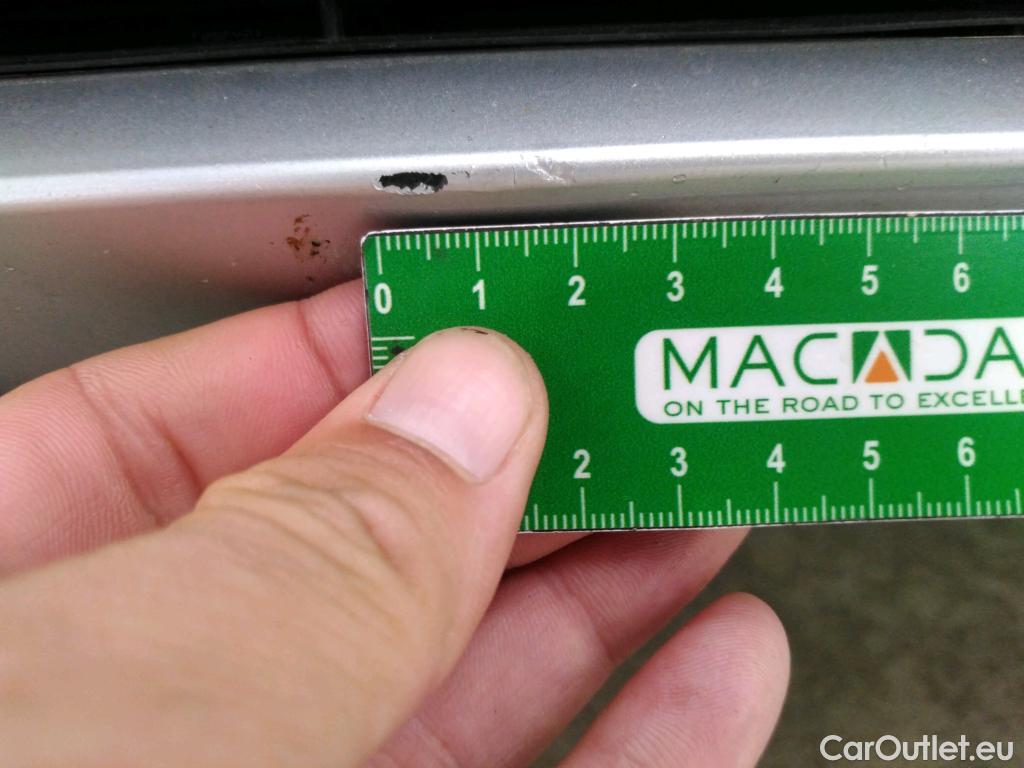 0 1 2 3 4 5 6
MACADA
ON THE ROAD TO EXCELLE
2 3 4 5 6
CarOutlet.eu